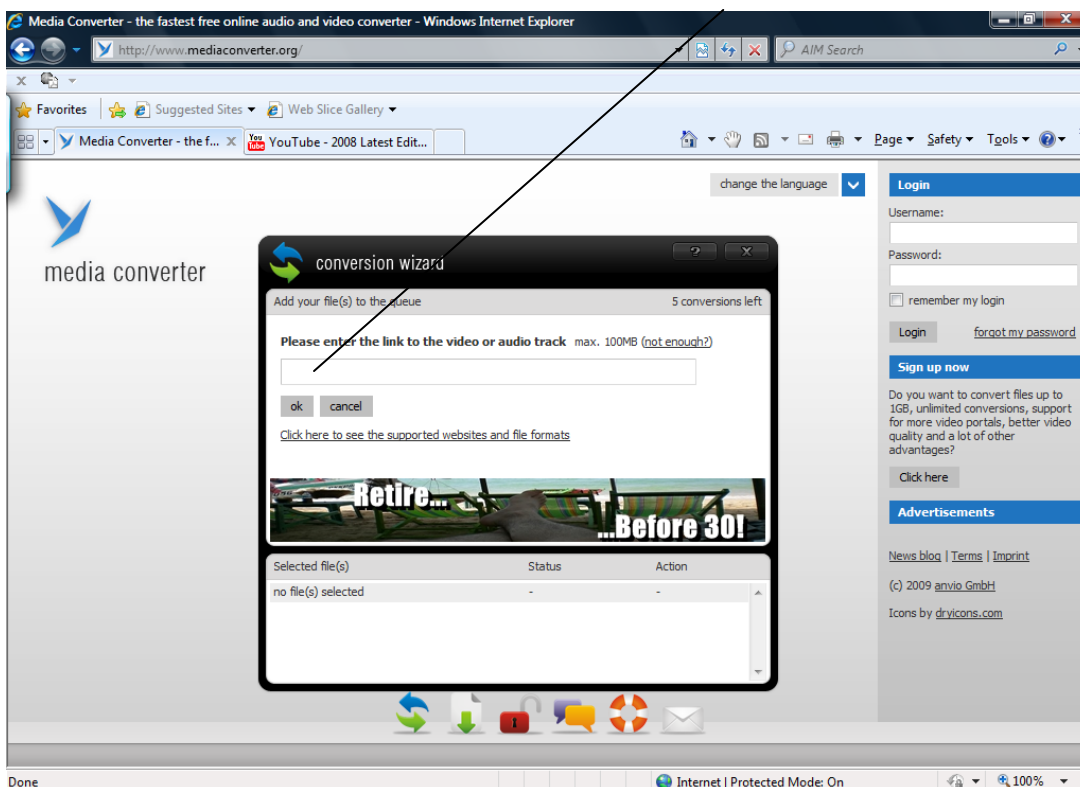 Media Converter - the fastest free online audio and video converter - Windows Internet Explorer
http://www.mediaconverter.org/
AIM Search
x
Favorites Suggested Sites Web Slice Gallery
Media Converter - the f... X You Tube YouTube - 2008 Latest Edit...
Page Safety Tools ?
change the language
Login
Username:
Password:
remember my login
Login forgot my password
Sign up now
Do you want to convert files up to
1GB, unlimited conversions, support
for more video portals, better video
quality and a lot of other
advantages?
Click here
Advertisements
News blog | Terms | Imprint
(c) 2009 anvio GmbH
Icons by dryicons.com
media converter
conversion wizard ? X
Add your file(s) to the queue 5 conversions left
Please enter the link to the video or audio track max. 100MB (not enough?)
ok cancel
Click here to see the supported websites and file formats
Retire...
...Before 30!
Selected file(s) Status Action
no file(s) selected - -
Done Internet | Protected Mode: On 100%